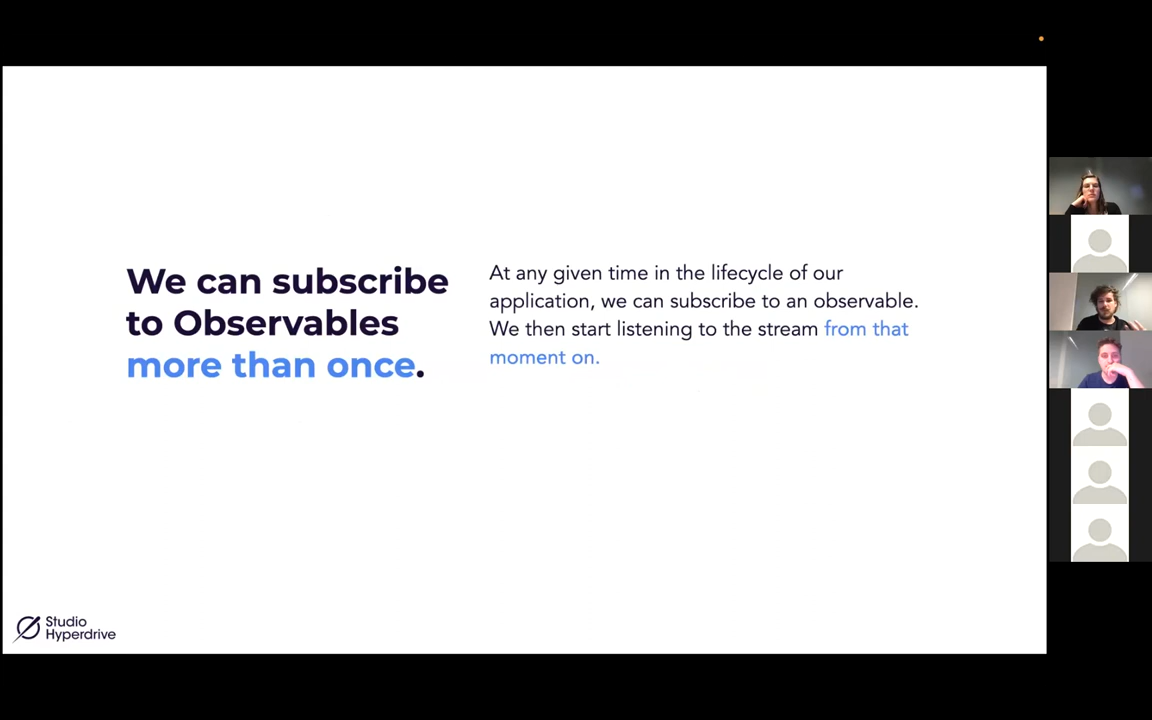 We can subscribe
to Observables
more than once.
At any given time in the lifecycle of our
application, we can subscribe to an observable.
We then start listening to the stream from that
moment on.
Studio
Hyperdrive